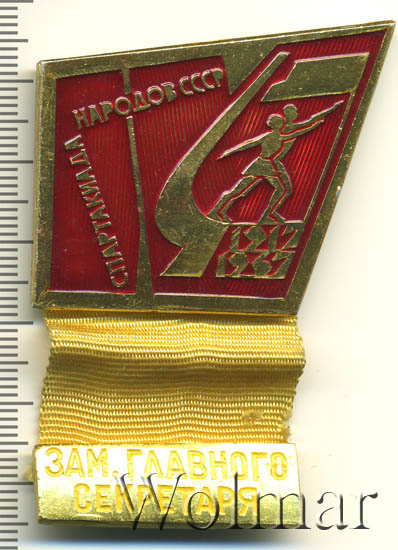 СПАРТАКИАДА
НАРОДОВ СССР
1917
1967
ЗАМ. ГЛАВНОГО
СЕКРЕТАРЯ
Wolmar